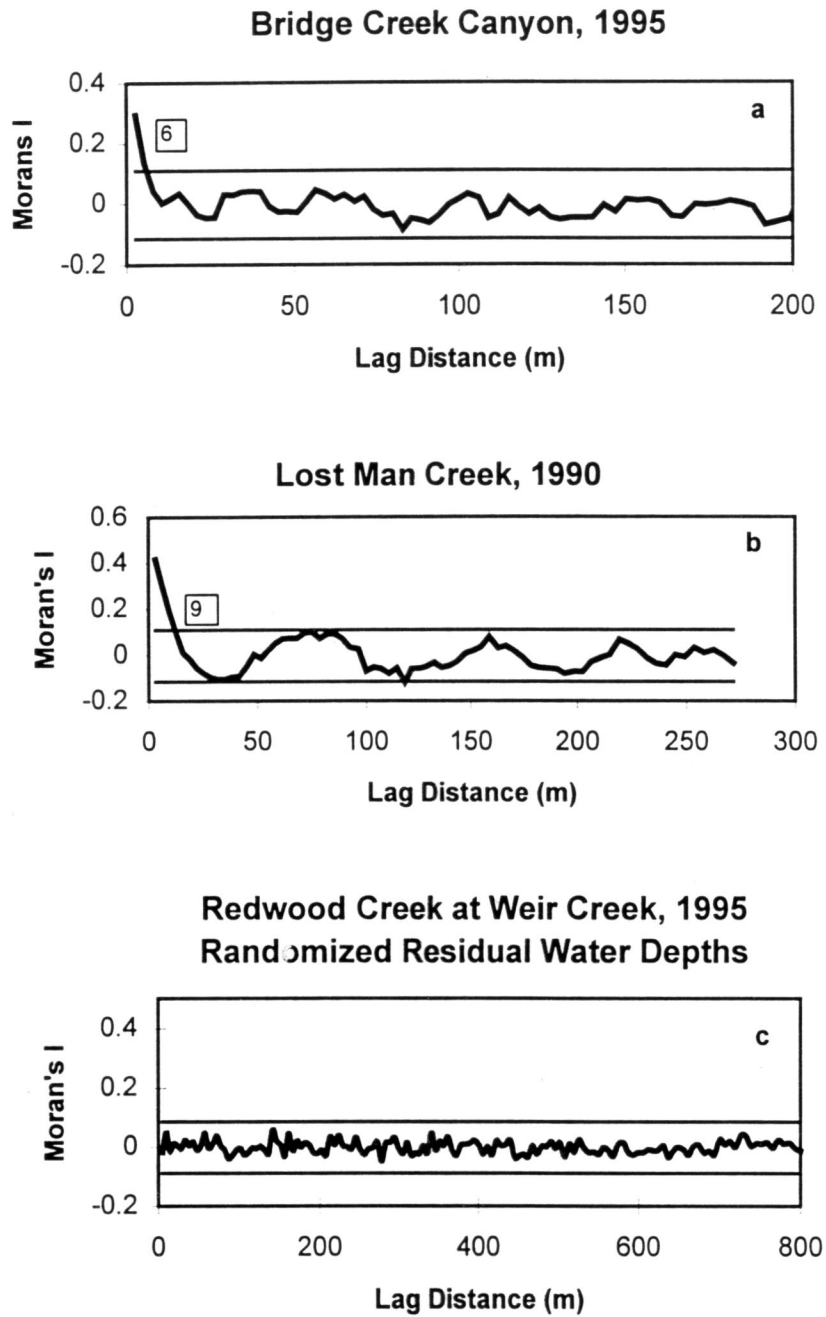 Bridge Creek Canyon, 1995
0.4
0.2
0
-0.2
Morans I
6
a
0
50
100
150
200
Lag Distance (m)
Lost Man Creek, 1990
0.6
0.4
0.2
0
-0.2
Moran's I
9
b
0
50
100
150
200
250
300
Lag Distance (m)
Redwood Creek at Weir Creek, 1995
Randomized Residual Water Depths
0.4
0.2
0
-0.2
Moran's I
c
0
200
400
600
800
Lag Distance (m)